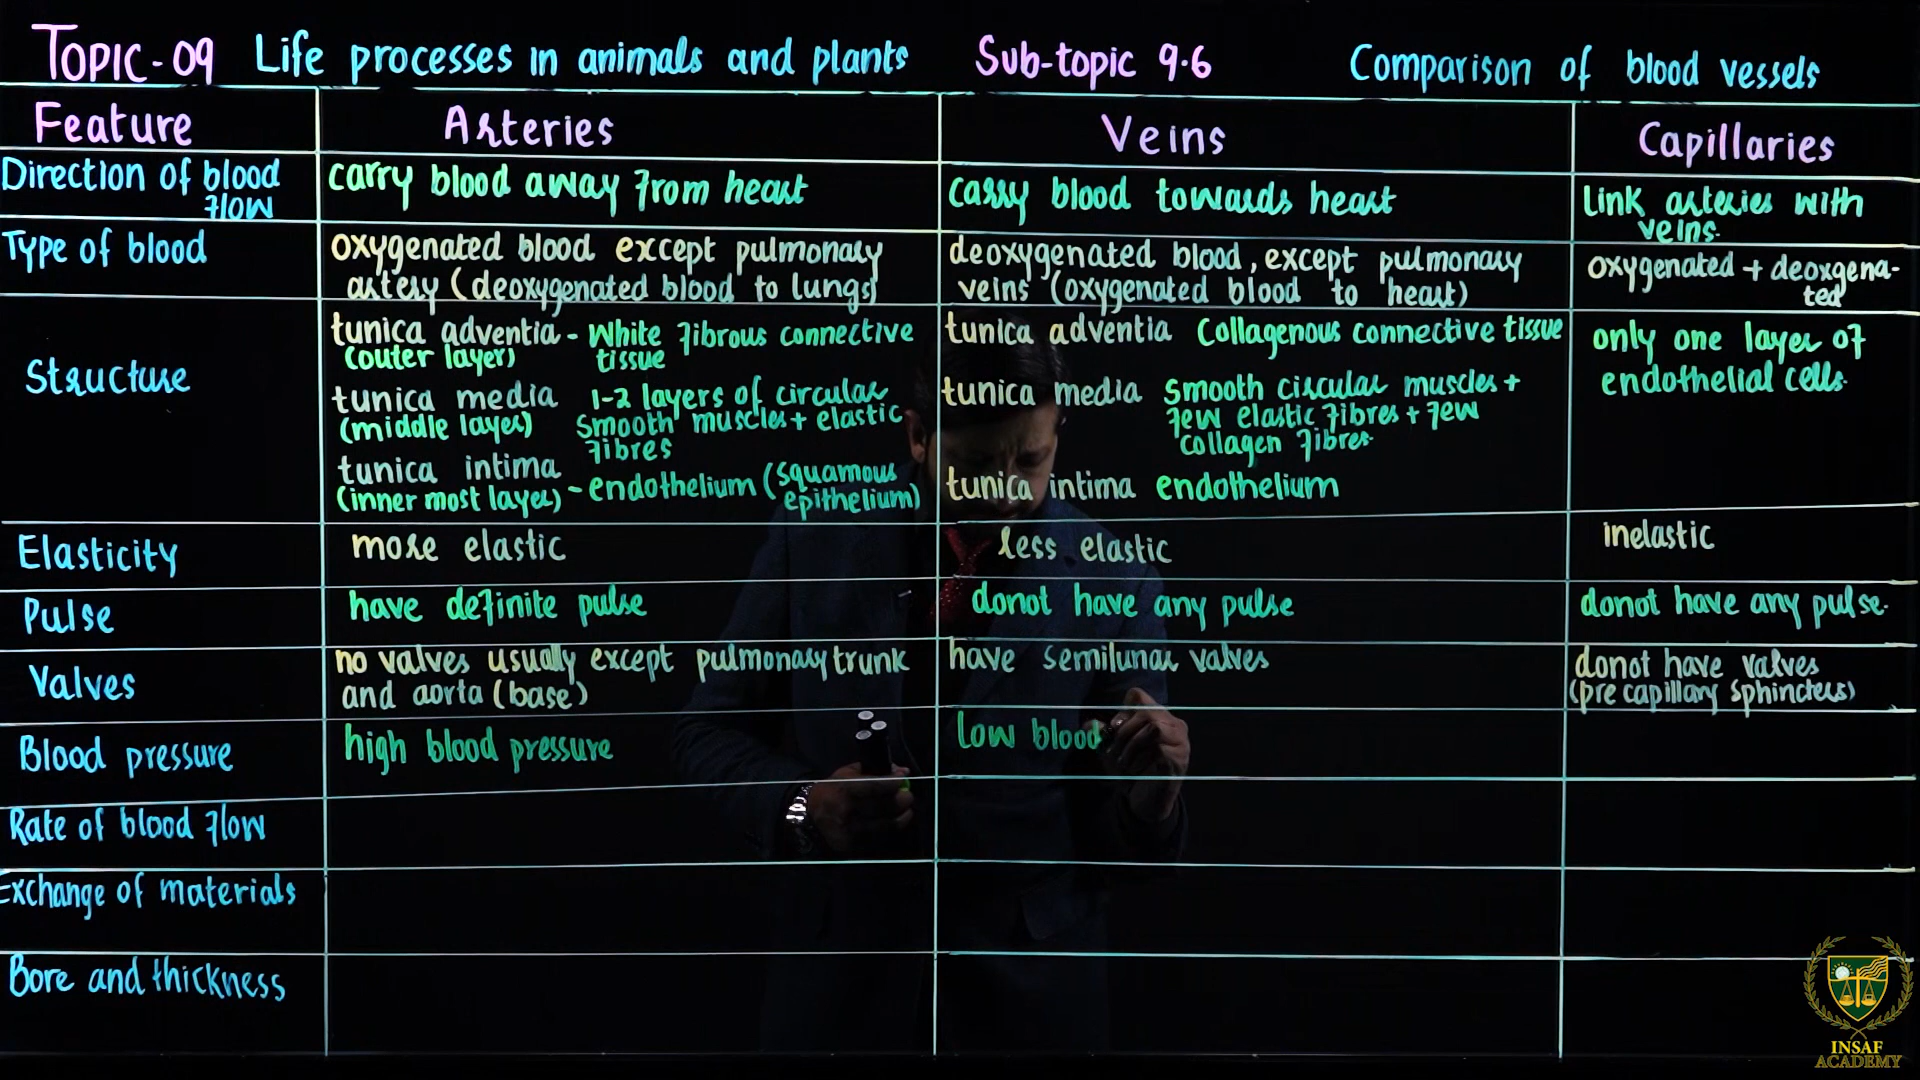 TOPIC-09 Life processes in animals and plants Sub-topic 9.6 Comparison of blood vessels
Feature Arteries Veins Capillaries
Direction of blood flow
carry blood away from heart
carry blood towards heart
Link arteries with
veins.
Type of blood
oxygenated blood except pulmonary
artery (deoxygenated blood to lungs)
deoxygenated blood, except pulmonary
veins (oxygenated blood to heart)
oxygenated + deoxgena-
ted
Structure
tunica adventia - White fibrous connective
(outer layer) tissue
tunica media 1-2 layers of circular
(middle layer) Smooth muscles + elastic
fibres
tunica intima
(inner most layer) - endothelium (squamous
epithelium)
tunica adventia Collagenous connective tissue
tunica media smooth circular muscles +
few elastic fibres + few
collagen fibres.
tunica intima endothelium
only one layer of
endothelial cells.
Elasticity more elastic less elastic inelastic
Pulse have definite pulse donot have any pulse donot have any pulse.
Valves
no valves usually except pulmonary trunk
and aorta (base)
have semilunar valves
donot have valves
(pre capillary sphincters)
Blood pressure high blood pressure Low blood
Rate of blood flow
Exchange of materials
Bore and thickness
INSAF
ACADEMY